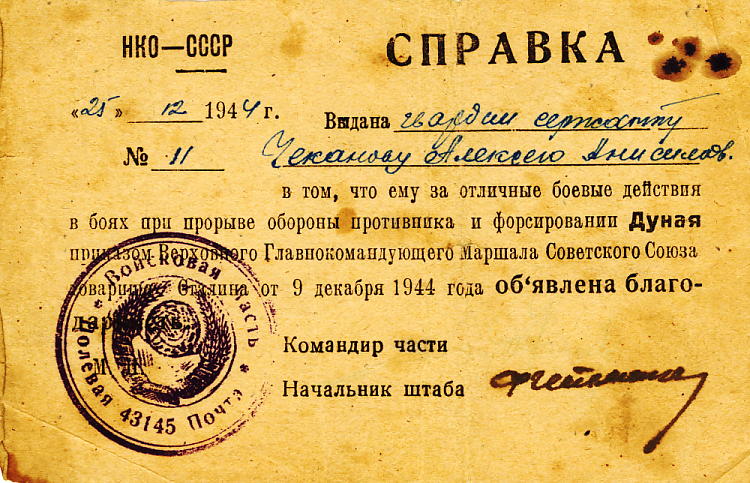 НКО—СССР
СПРАВКА
«25» 12 1944 г.
Выдана гвардии сержанту
№ 11 Чеканову Алексею
в том, что ему за отличные боевые действия
в боях при прорыве обороны противника и форсировании Дуная
приказом Верховного Главнокомандующего Маршала Советского Союза
товарища Сталина от 9 декабря 1944 года об'явлена благо-
дарность.
Командир части
Начальник штаба
* Войсковая часть * Полевая 43145 Почта